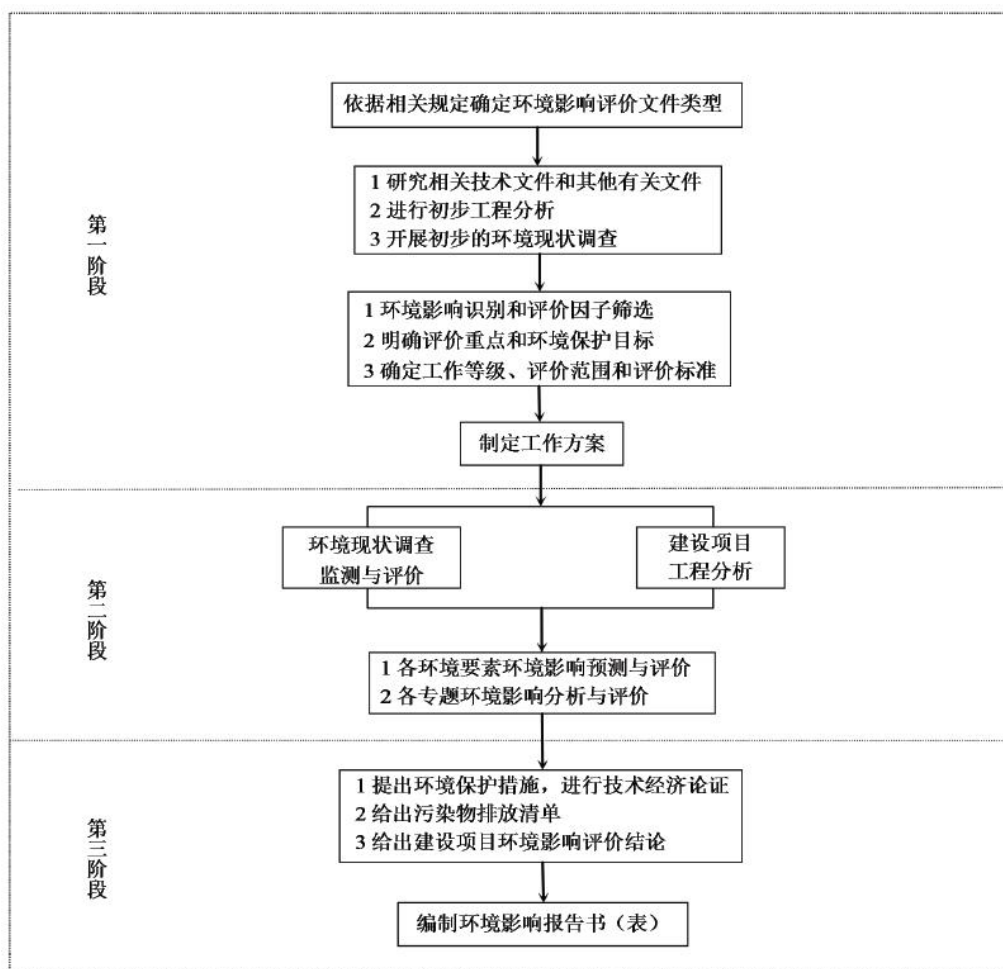 依据相关规定确定环境影响评价文件类型
1 研究相关技术文件和其他有关文件
2 进行初步工程分析
3 开展初步的环境现状调查
第一阶段
1 环境影响识别和评价因子筛选
2 明确评价重点和环境保护目标
3 确定工作等级、评价范围和评价标准
制定工作方案
环境现状调查
监测与评价
建设项目
工程分析
第二阶段
1 各环境要素环境影响预测与评价
2 各专题环境影响分析与评价
1 提出环境保护措施，进行技术经济论证
2 给出污染物排放清单
3 给出建设项目环境影响评价结论
第三阶段
编制环境影响报告书（表）